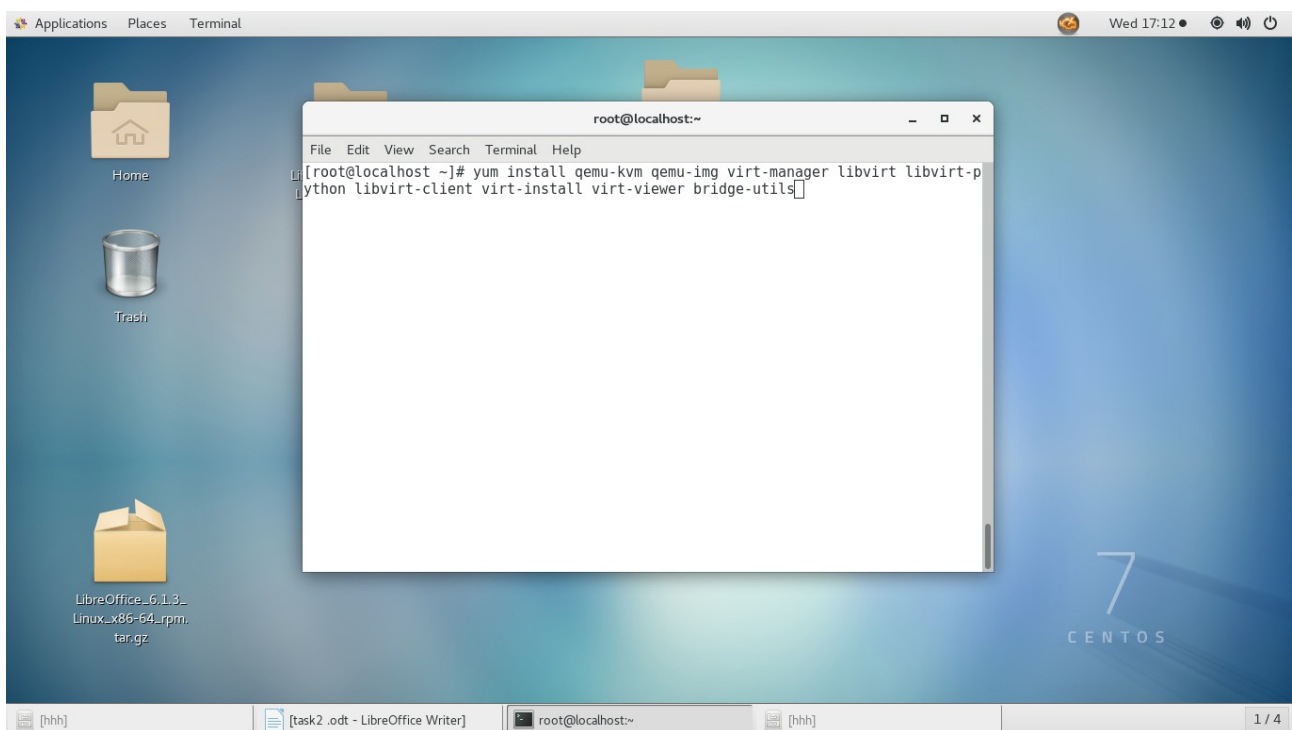 Applications Places Terminal
Wed 17:12
root@localhost:~
File Edit View Search Terminal Help
[root@localhost ~]# yum install qemu-kvm qemu-img virt-manager libvirt libvirt-p
ython libvirt-client virt-install virt-viewer bridge-utils
Home
Trash
LibreOffice_6.1.3_
Linux_x86-64_rpm.
tar.gz
7
CENTOS
[hhh]
[task2 .odt - LibreOffice Writer]
root@localhost:~
[hhh]
1 / 4